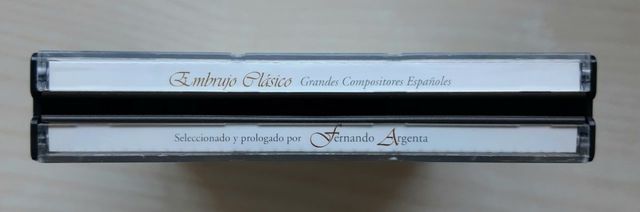 Embrujo Clásico Grandes Compositores Españoles
Seleccionado y prologado por Fernando Argenta